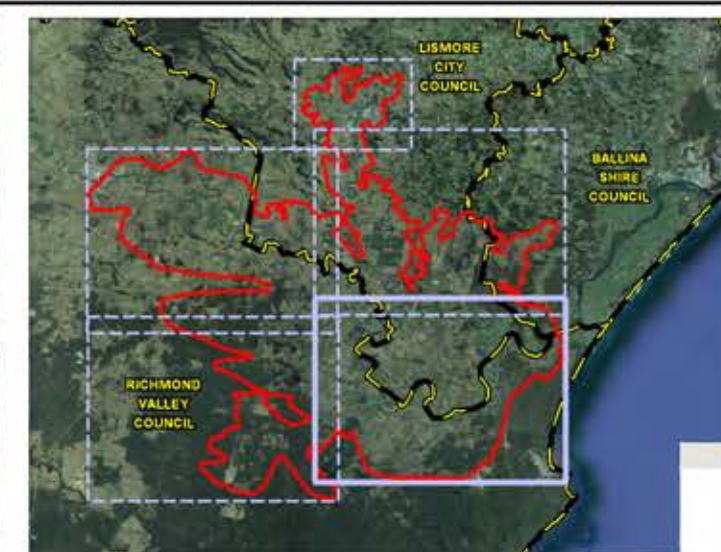 LISMORE
CITY
COUNCIL
BALLINA
SHIRE
COUNCIL
RICHMOND
VALLEY
COUNCIL